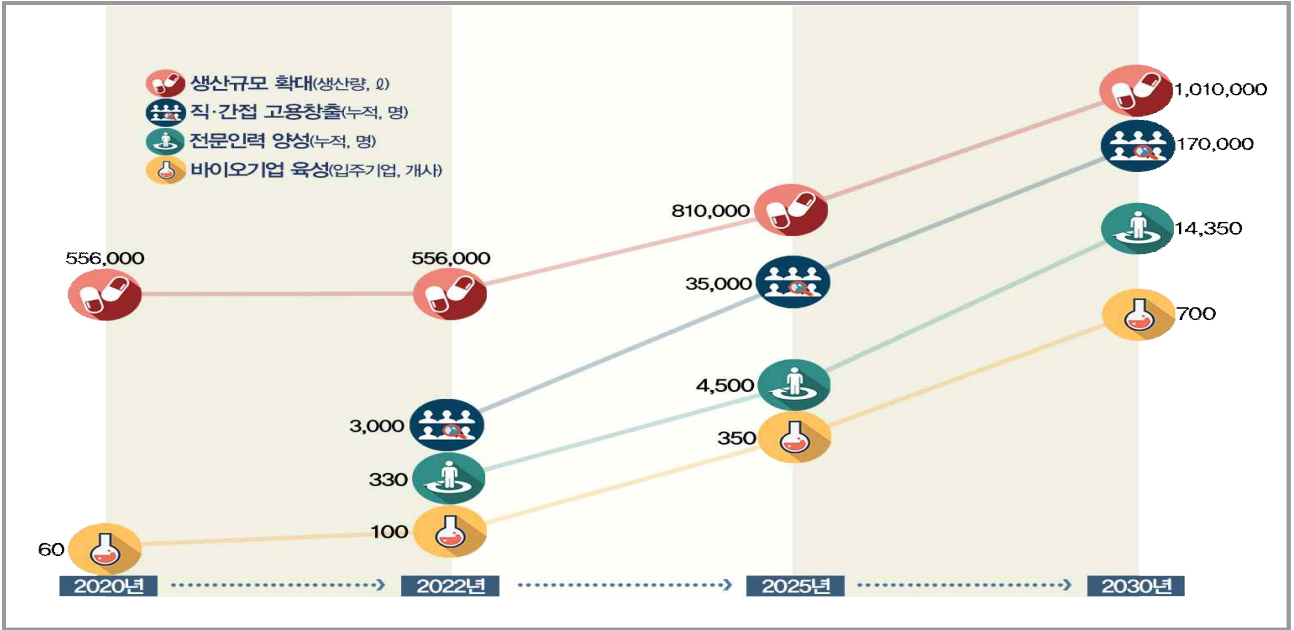 생산규모 확대(생산량, ℓ)
직·간접 고용창출(누적, 명)
전문인력 양성(누적, 명)
바이오기업 육성(입주기업, 개사)
1,010,000
170,000
810,000
14,350
556,000
556,000
35,000
700
4,500
3,000
350
330
100
60
2020년
2022년
2025년
2030년